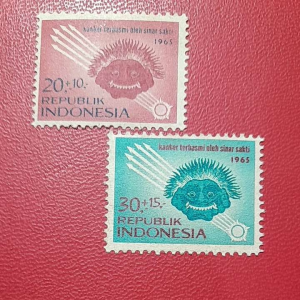 kanker terbasmi oleh sinar sakti
1965
20.+10.-
REPUBLIK
INDONESIA
kanker terbasmi oleh sinar sakti
1965
30.+15.-
REPUBLIK
INDONESIA